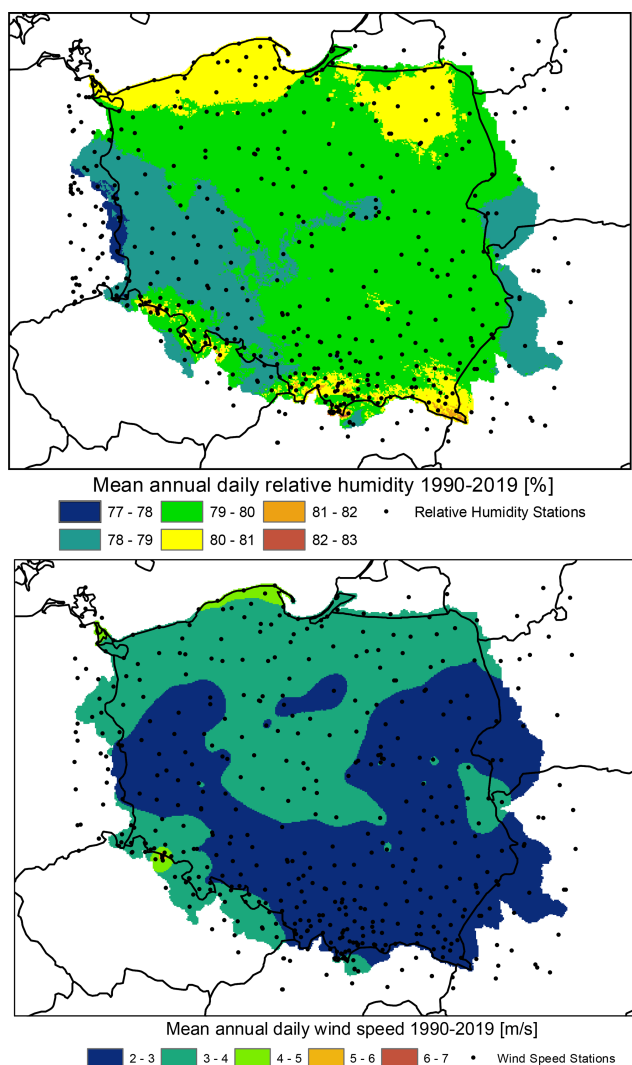 Mean annual daily relative humidity 1990-2019 [%]
77 - 78 79 - 80 81 - 82 Relative Humidity Stations
78 - 79 80 - 81 82 - 83
Mean annual daily wind speed 1990-2019 [m/s]
2 - 3 3 - 4 4 - 5 5 - 6 6 - 7 Wind Speed Stations